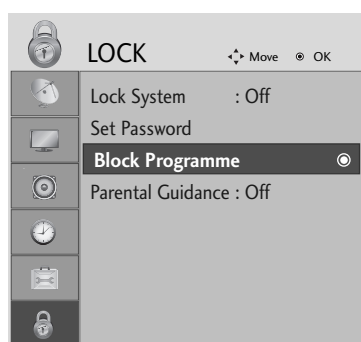 LOCK Move OK
Lock System : Off
Set Password
Block Programme
Parental Guidance : Off